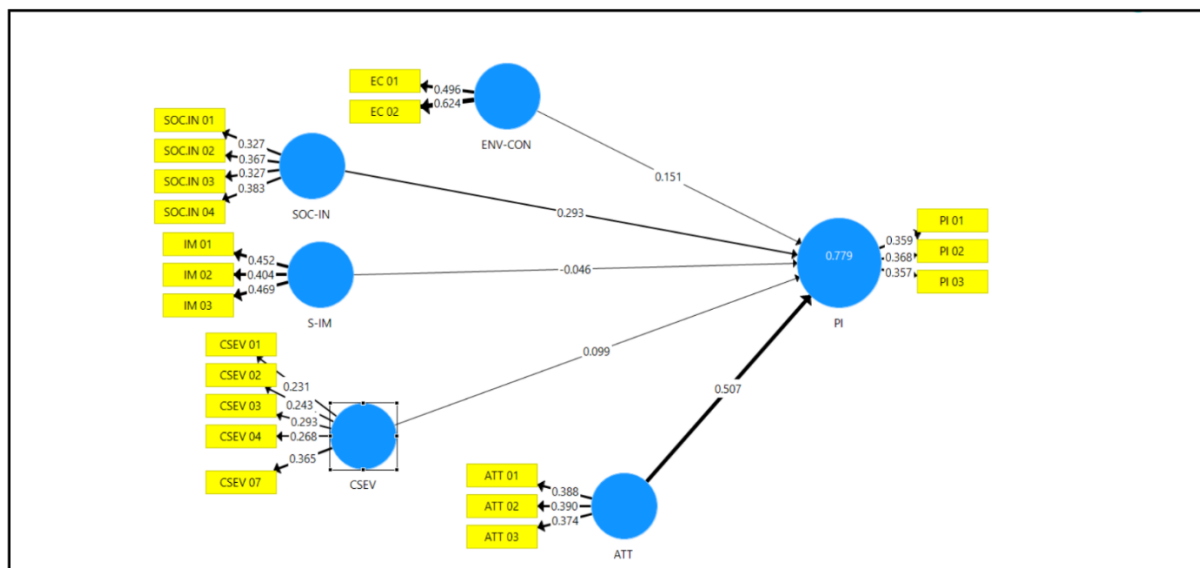 EC 01
0.496
EC 02
0.624
ENV-CON
0.151
SOC.IN 01
0.327
SOC.IN 02
0.367
SOC.IN 03
0.327
SOC.IN 04
0.383
SOC-IN
0.293
IM 01
0.452
IM 02
0.404
IM 03
0.469
S-IM
-0.046
CSEV 01
0.231
CSEV 02
0.243
CSEV 03
0.293
CSEV 04
0.268
CSEV 07
0.365
CSEV
0.099
ATT 01
0.388
ATT 02
0.390
ATT 03
0.374
ATT
0.507
0.779
PI
0.359
PI 01
0.368
PI 02
0.357
PI 03